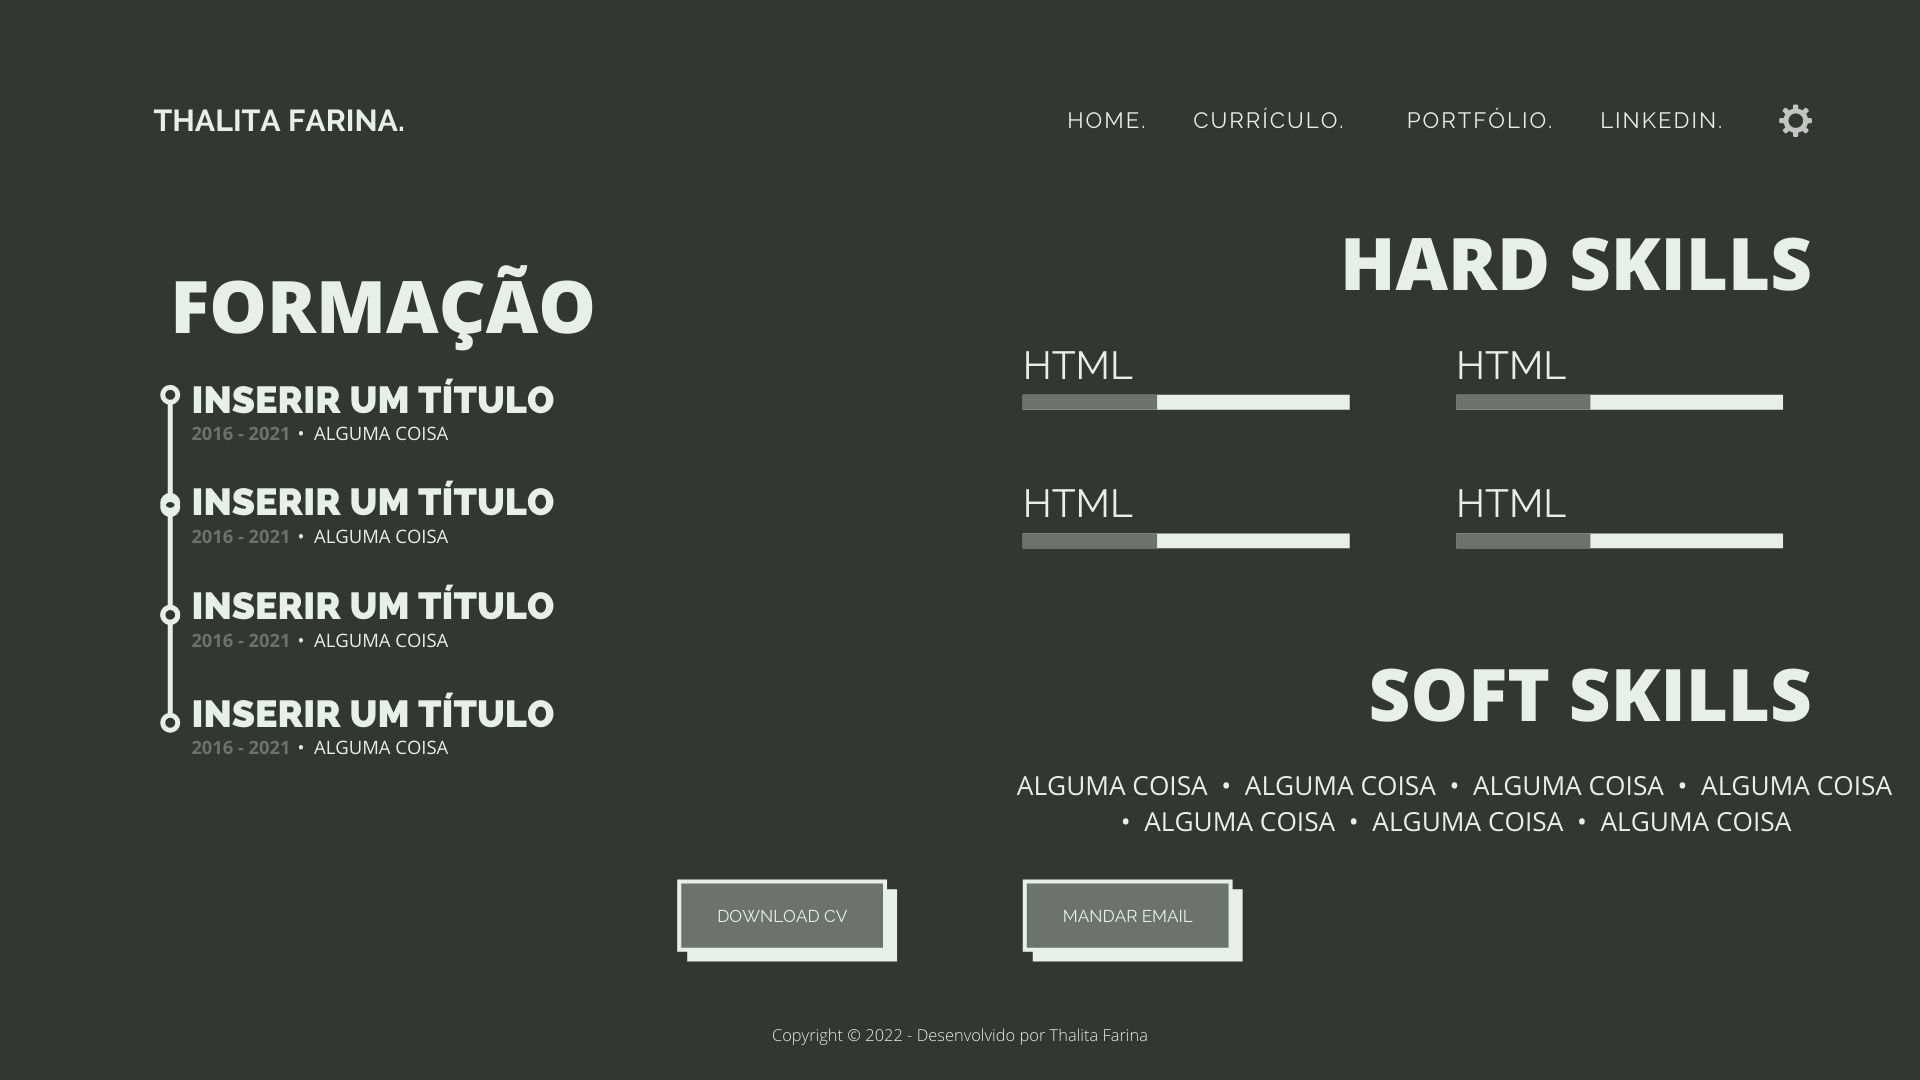 THALITA FARINA.
HOME. CURRÍCULO. PORTFÓLIO. LINKEDIN.
FORMAÇÃO
INSERIR UM TÍTULO
2016 - 2021 • ALGUMA COISA
INSERIR UM TÍTULO
2016 - 2021 • ALGUMA COISA
INSERIR UM TÍTULO
2016 - 2021 • ALGUMA COISA
INSERIR UM TÍTULO
2016 - 2021 • ALGUMA COISA
HARD SKILLS
HTML
HTML
HTML
HTML
SOFT SKILLS
ALGUMA COISA • ALGUMA COISA • ALGUMA COISA • ALGUMA COISA
• ALGUMA COISA • ALGUMA COISA • ALGUMA COISA
DOWNLOAD CV
MANDAR EMAIL
Copyright © 2022 - Desenvolvido por Thalita Farina